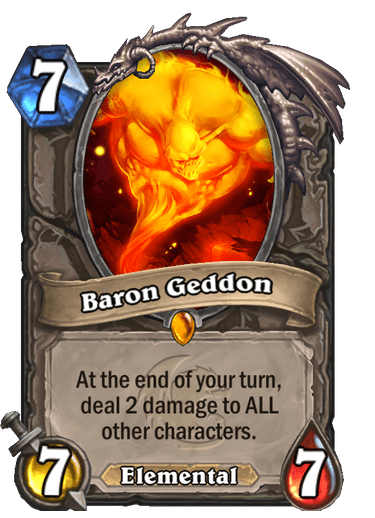 7
Baron Geddon
At the end of your turn,
deal 2 damage to ALL
other characters.
7
Elemental
7